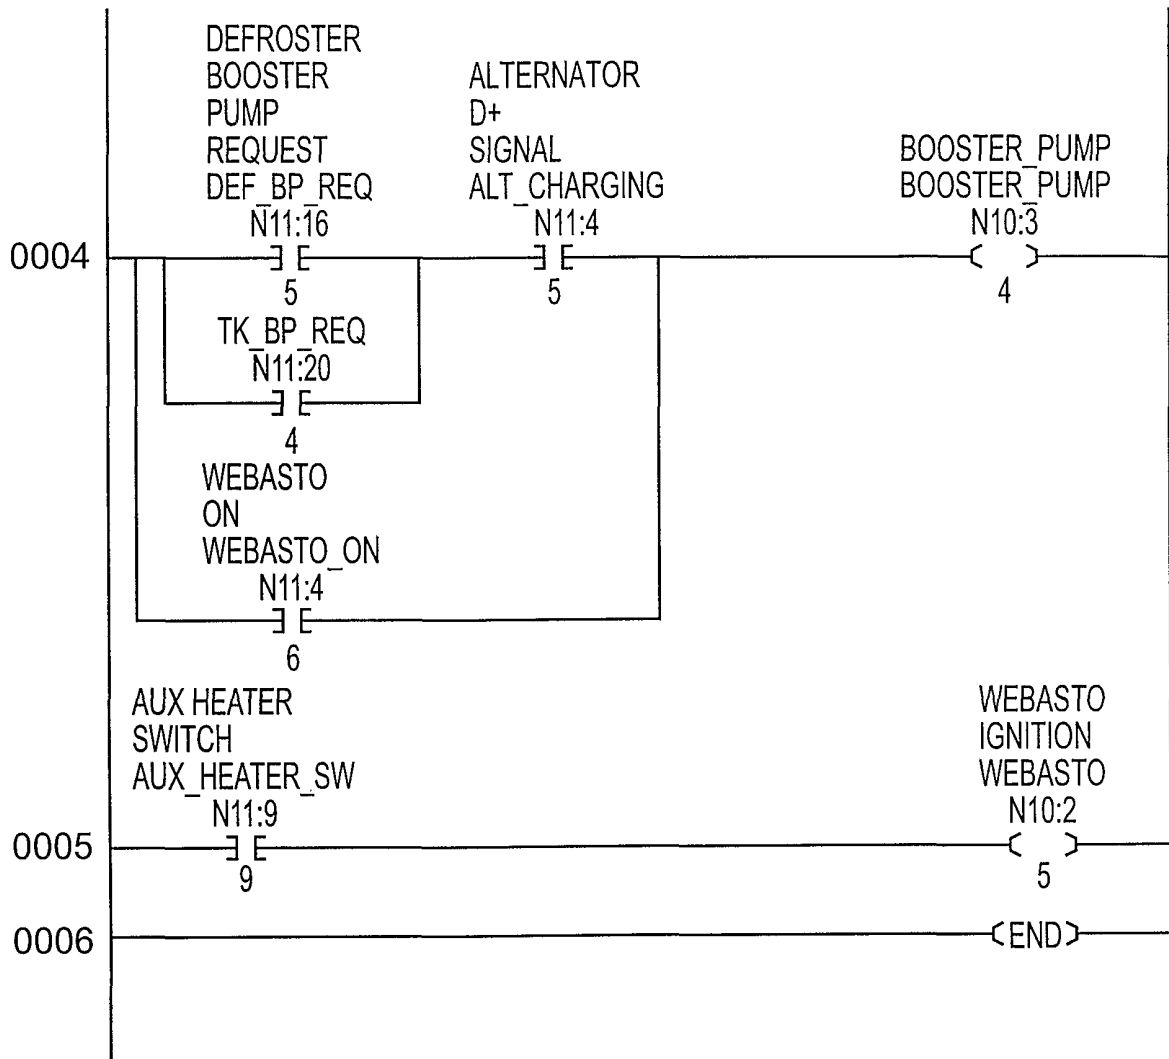 DEFROSTER
BOOSTER
PUMP
REQUEST
DEF_BP_REQ
N11:16
5
ALTERNATOR
D+
SIGNAL
ALT_CHARGING
N11:4
5
BOOSTER_PUMP
BOOSTER_PUMP
N10:3
4
0004
TK_BP_REQ
N11:20
4
WEBASTO
ON
WEBASTO_ON
N11:4
6
AUX HEATER
SWITCH
AUX_HEATER_SW
N11:9
9
WEBASTO
IGNITION
WEBASTO
N10:2
5
0005
0006
END